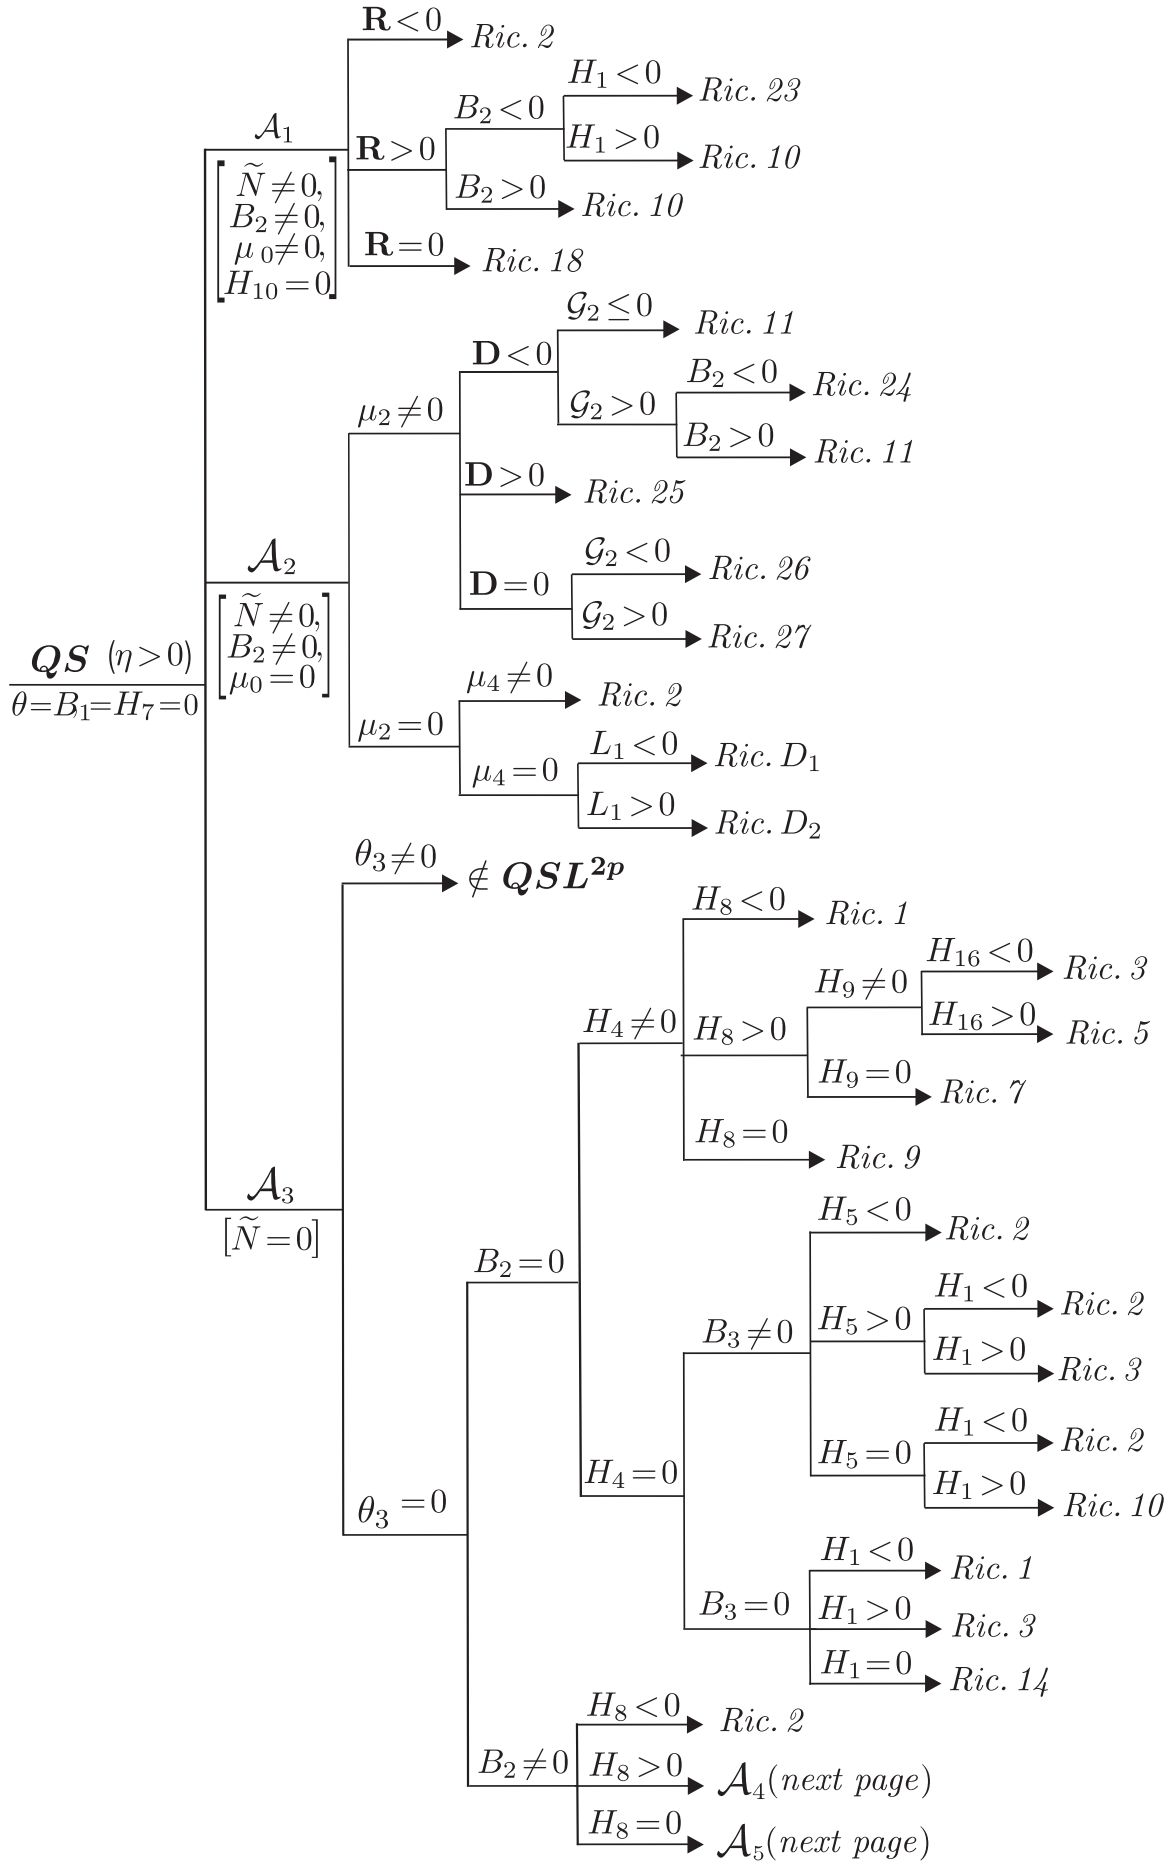 R < 0
Ric. 2
H₁ < 0
Ric. 23
B₂ < 0
H₁ > 0
Ric. 10
𝒜₁
R > 0
B₂ > 0
Ric. 10
Ñ ≠ 0,
B₂ ≠ 0,
μ₀ ≠ 0,
H₁₀ = 0
R = 0
Ric. 18
𝒢₂ ≤ 0
Ric. 11
D < 0
B₂ < 0
Ric. 24
𝒢₂ > 0
B₂ > 0
Ric. 11
μ₂ ≠ 0
D > 0
Ric. 25
𝒢₂ < 0
Ric. 26
D = 0
𝒢₂ > 0
Ric. 27
𝒜₂
Ñ ≠ 0,
B₂ ≠ 0,
μ₀ = 0
QS (η > 0)
θ = B₁, = H₇ = 0
μ₄ ≠ 0
Ric. 2
μ₂ = 0
L₁ < 0
Ric. D₁
μ₄ = 0
L₁ > 0
Ric. D₂
θ₃ ≠ 0
∉ QSL²ᵖ
H₈ < 0
Ric. 1
H₁₆ < 0
Ric. 3
H₉ ≠ 0
H₄ ≠ 0
H₈ > 0
H₁₆ > 0
Ric. 5
H₉ = 0
Ric. 7
H₈ = 0
Ric. 9
𝒜₃
[Ñ = 0]
H₅ < 0
Ric. 2
B₂ = 0
H₁ < 0
Ric. 2
B₃ ≠ 0
H₅ > 0
H₁ > 0
Ric. 3
H₁ < 0
Ric. 2
H₅ = 0
H₄ = 0
H₁ > 0
Ric. 10
θ₃ = 0
H₁ < 0
Ric. 1
B₃ = 0
H₁ > 0
Ric. 3
H₁ = 0
Ric. 14
H₈ < 0
Ric. 2
B₂ ≠ 0
H₈ > 0
𝒜₄(next page)
H₈ = 0
𝒜₅(next page)